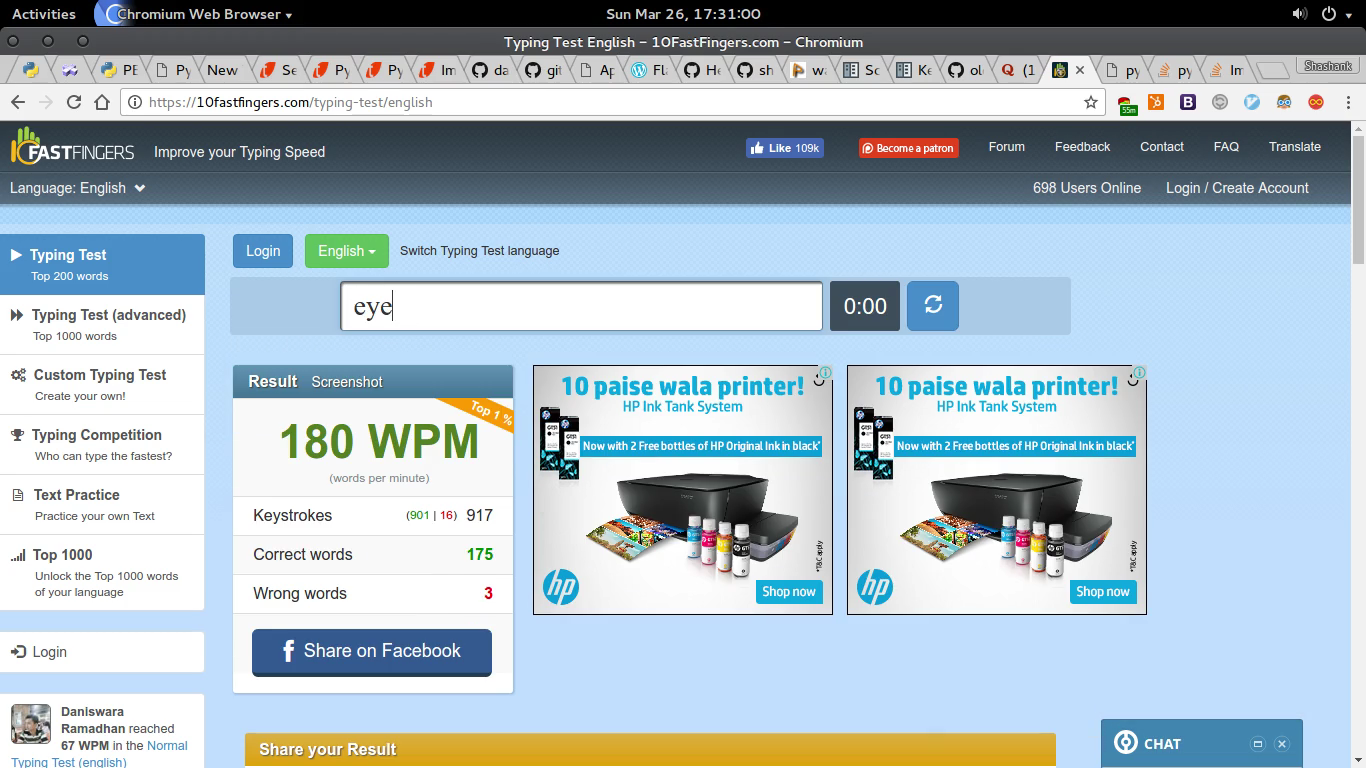 Activities Chromium Web Browser Sun Mar 26, 17:31:00
Typing Test English – 10FastFingers.com – Chromium
PE Py New Se Py Py Im da git Ap Fl He sh w Sc Ke ol (1 py py Im Shashank
https://10fastfingers.com/typing-test/english 55m
10 FASTFINGERS Improve your Typing Speed Like 109k Become a patron Forum Feedback Contact FAQ Translate
Language: English 698 Users Online Login / Create Account
Typing Test
Top 200 words
Typing Test (advanced)
Top 1000 words
Custom Typing Test
Create your own!
Typing Competition
Who can type the fastest?
Text Practice
Practice your own Text
Top 1000
Unlock the Top 1000 words
of your language
Login
Daniswara
Ramadhan reached
67 WPM in the Normal
Typing Test (english)
Login English Switch Typing Test language
eye 0:00
Result Screenshot
Top 1 %
180 WPM
(words per minute)
Keystrokes (901 | 16) 917
Correct words 175
Wrong words 3
Share on Facebook
10 paise wala printer!
HP Ink Tank System
Now with 2 Free bottles of HP Original Ink in black*
*T&C apply
hp Shop now
10 paise wala printer!
HP Ink Tank System
Now with 2 Free bottles of HP Original Ink in black*
*T&C apply
hp Shop now
Share your Result
CHAT